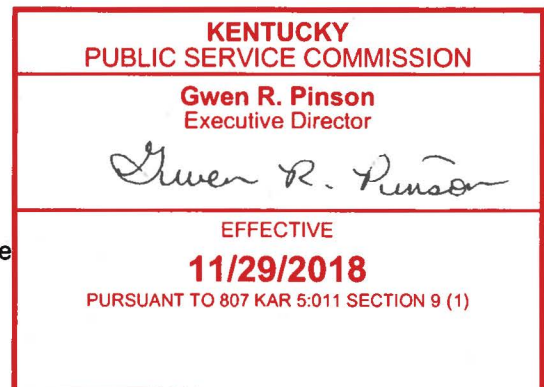 KENTUCKY
PUBLIC SERVICE COMMISSION
Gwen R. Pinson
Executive Director
Gwen R. Pinson
e
EFFECTIVE
11/29/2018
PURSUANT TO 807 KAR 5:011 SECTION 9 (1)